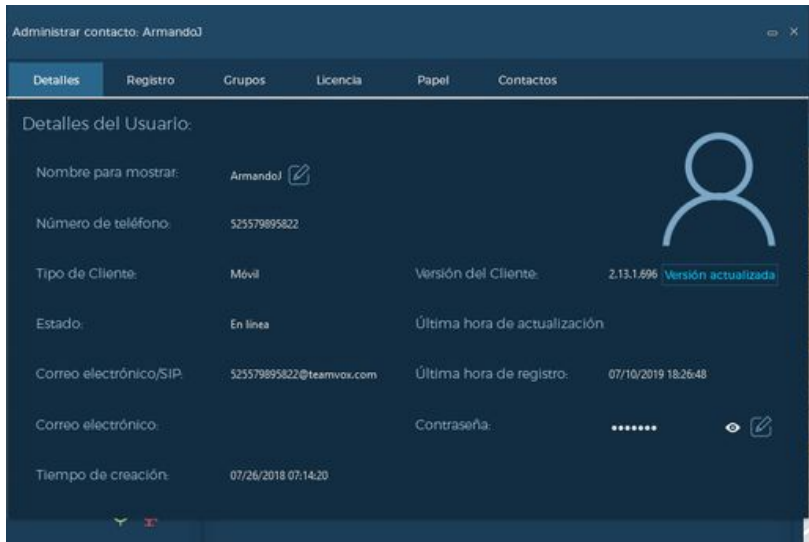 Administrar contacto: ArmandoJ
Detalles Registro Grupos Licencia Papel Contactos
Detalles del Usuario:
Nombre para mostrar: ArmandoJ
Número de teléfono: 525579895822
Tipo de Cliente: Móvil Versión del Cliente: 2.13.1.696 Versión actualizada
Estado: En línea Última hora de actualización
Correo electrónico/SIP: 525579895822@teamvox.com Última hora de registro: 07/10/2019 18:26:48
Correo electrónico: Contraseña: •••••••
Tiempo de creación: 07/26/2018 07:14:20